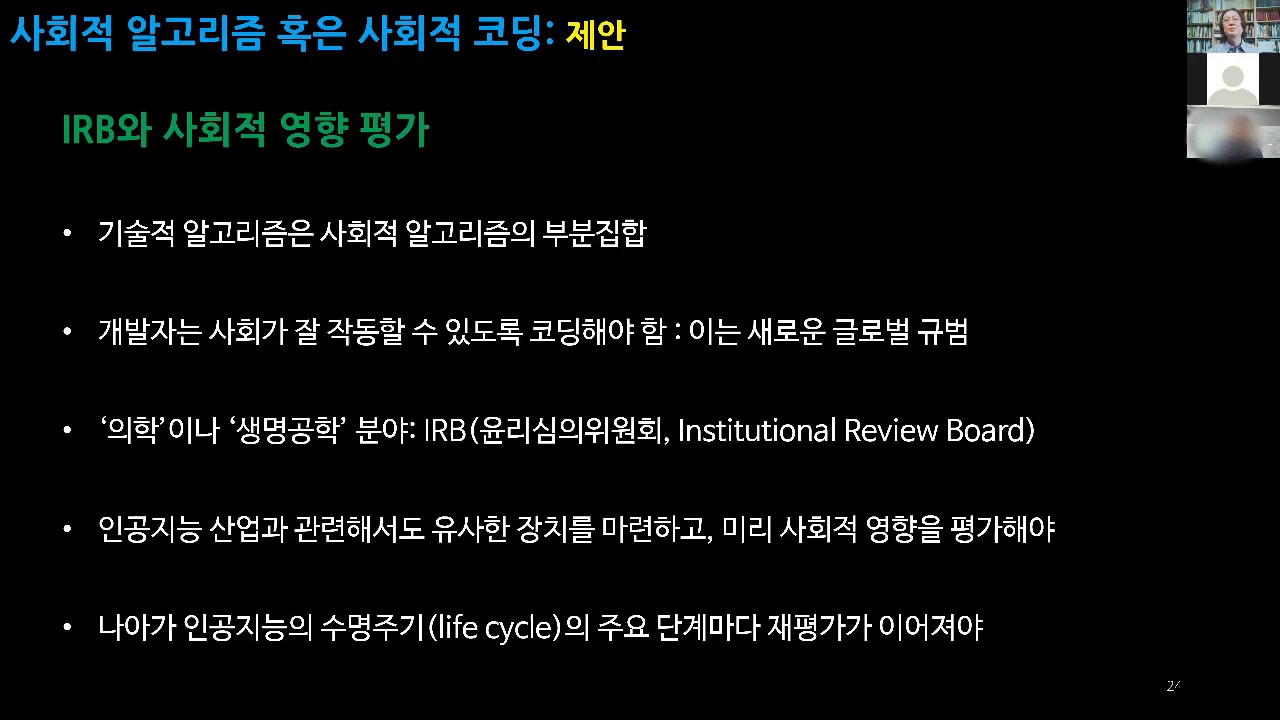 사회적 알고리즘 혹은 사회적 코딩: 제안
IRB와 사회적 영향 평가
• 기술적 알고리즘은 사회적 알고리즘의 부분집합
• 개발자는 사회가 잘 작동할 수 있도록 코딩해야 함 : 이는 새로운 글로벌 규범
• ‘의학’이나 ‘생명공학’ 분야: IRB(윤리심의위원회, Institutional Review Board)
• 인공지능 산업과 관련해서도 유사한 장치를 마련하고, 미리 사회적 영향을 평가해야
• 나아가 인공지능의 수명주기(life cycle)의 주요 단계마다 재평가가 이어져야
24